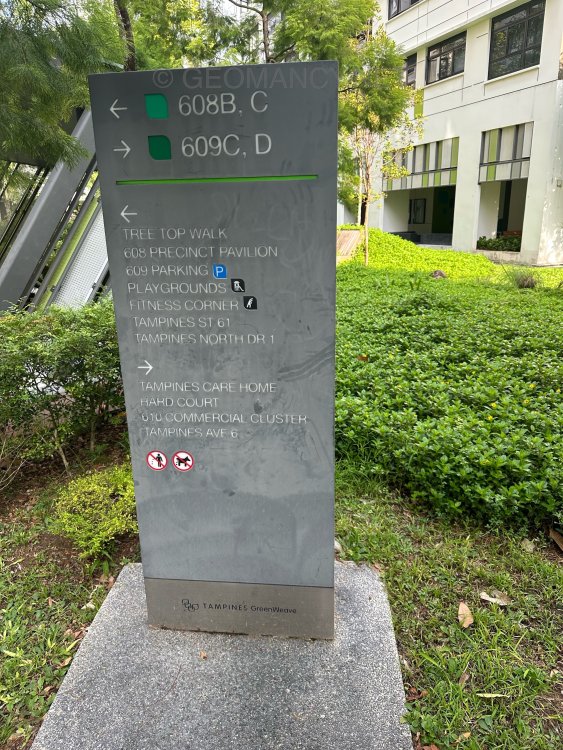 © GEOMANCY
← 608B, C
→ 609C, D
←
TREE TOP WALK
608 PRECINCT PAVILION
609 PARKING P
PLAYGROUNDS
FITNESS CORNER
TAMPINES ST 61
TAMPINES NORTH DR 1
→
TAMPINES CARE HOME
HARD COURT
610 COMMERCIAL CLUSTER
TAMPINES AVE 6
TAMPINES GreenWeave